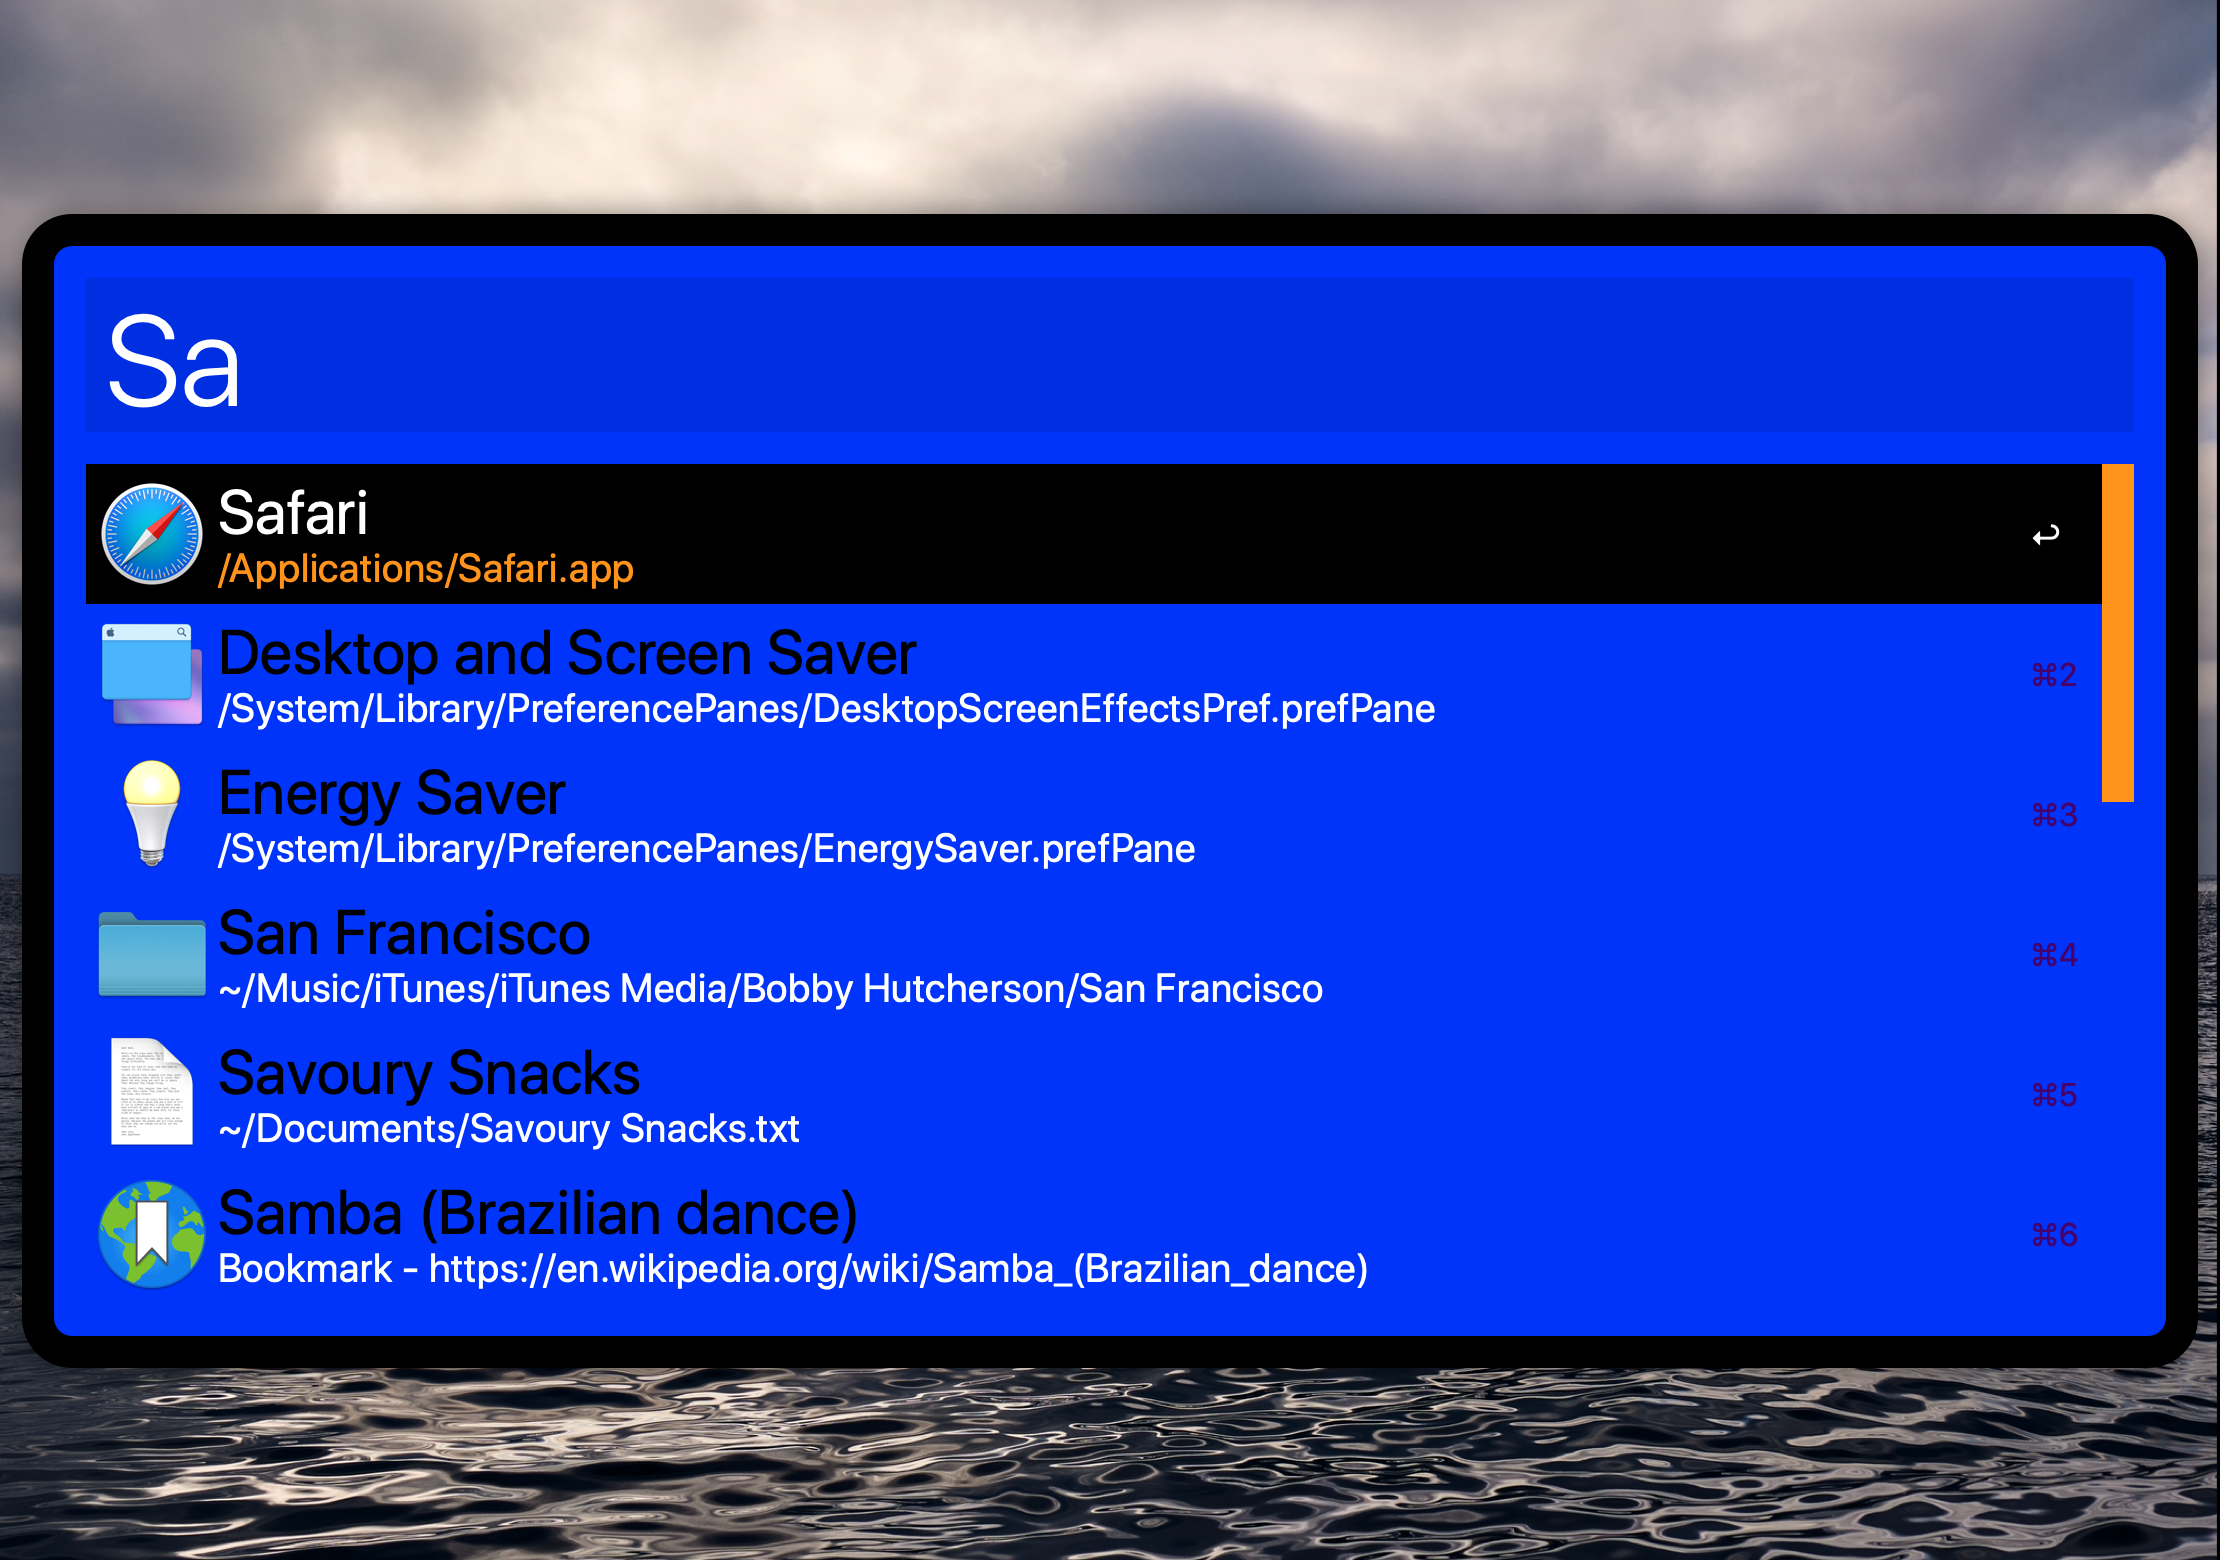 Sa
Safari
/Applications/Safari.app
↩
Desktop and Screen Saver
/System/Library/PreferencePanes/DesktopScreenEffectsPref.prefPane
⌘2
Energy Saver
/System/Library/PreferencePanes/EnergySaver.prefPane
⌘3
San Francisco
~/Music/iTunes/iTunes Media/Bobby Hutcherson/San Francisco
⌘4
Savoury Snacks
~/Documents/Savoury Snacks.txt
⌘5
Samba (Brazilian dance)
Bookmark - https://en.wikipedia.org/wiki/Samba_(Brazilian_dance)
⌘6